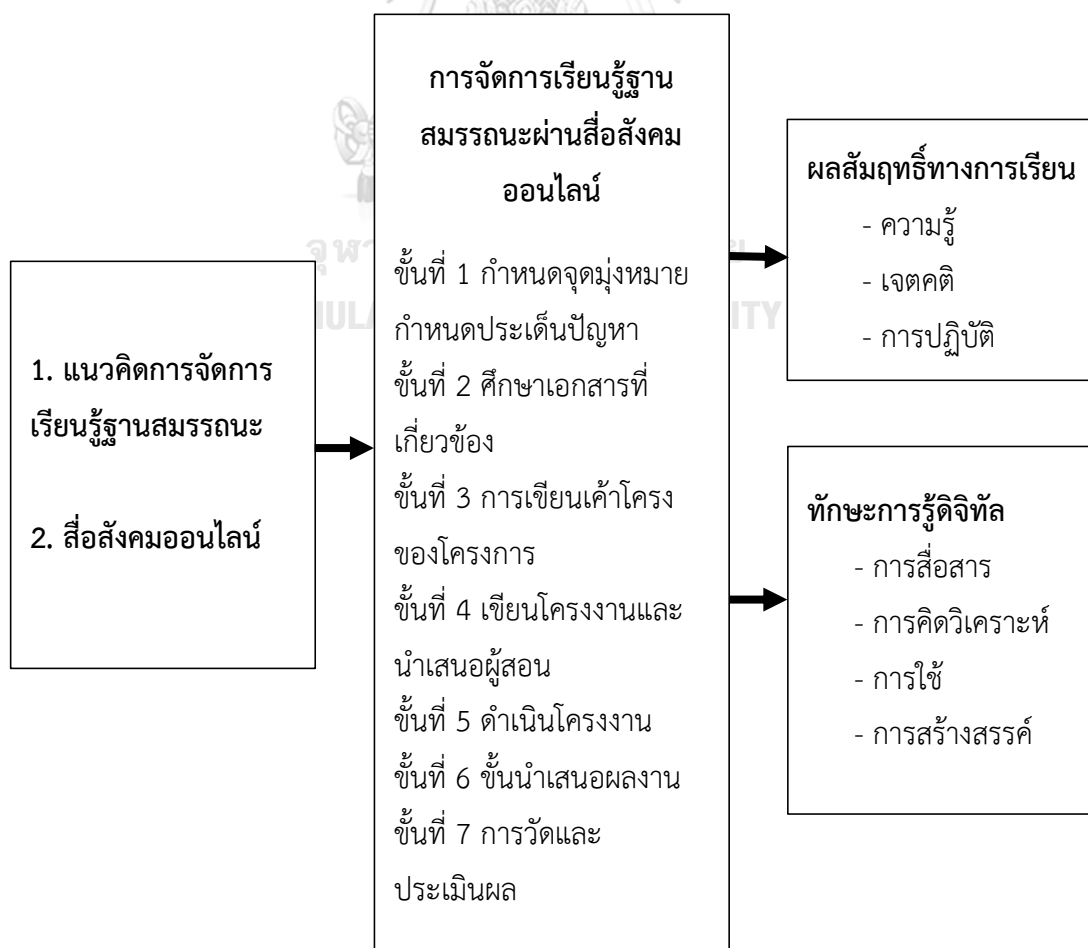 1. แนวคิดการจัดการ
เรียนรู้ฐานสมรรถนะ
2. สื่อสังคมออนไลน์
การจัดการเรียนรู้ฐาน
สมรรถนะผ่านสื่อสังคม
ออนไลน์
ขั้นที่ 1 กำหนดจุดมุ่งหมาย
กำหนดประเด็นปัญหา
ขั้นที่ 2 ศึกษาเอกสารที่
เกี่ยวข้อง
ขั้นที่ 3 การเขียนเค้าโครง
ของโครงการ
ขั้นที่ 4 เขียนโครงงานและ
นำเสนอผู้สอน
ขั้นที่ 5 ดำเนินโครงงาน
ขั้นที่ 6 ขั้นนำเสนอผลงาน
ขั้นที่ 7 การวัดและ
ประเมินผล
ผลสัมฤทธิ์ทางการเรียน
- ความรู้
- เจตคติ
- การปฏิบัติ
ทักษะการรู้ดิจิทัล
- การสื่อสาร
- การคิดวิเคราะห์
- การใช้
- การสร้างสรรค์